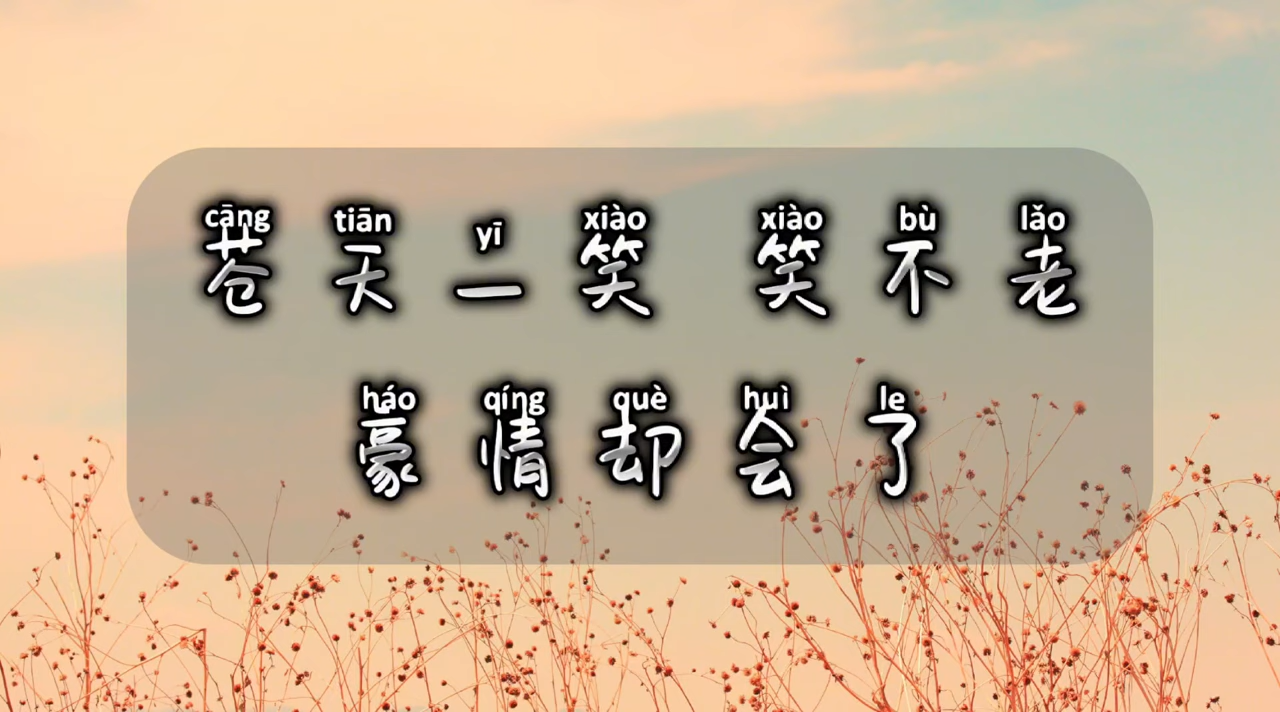 cāng tiān yī xiào xiào bù lǎo
苍天一笑 笑不老
háo qíng què huì le
豪情却会了